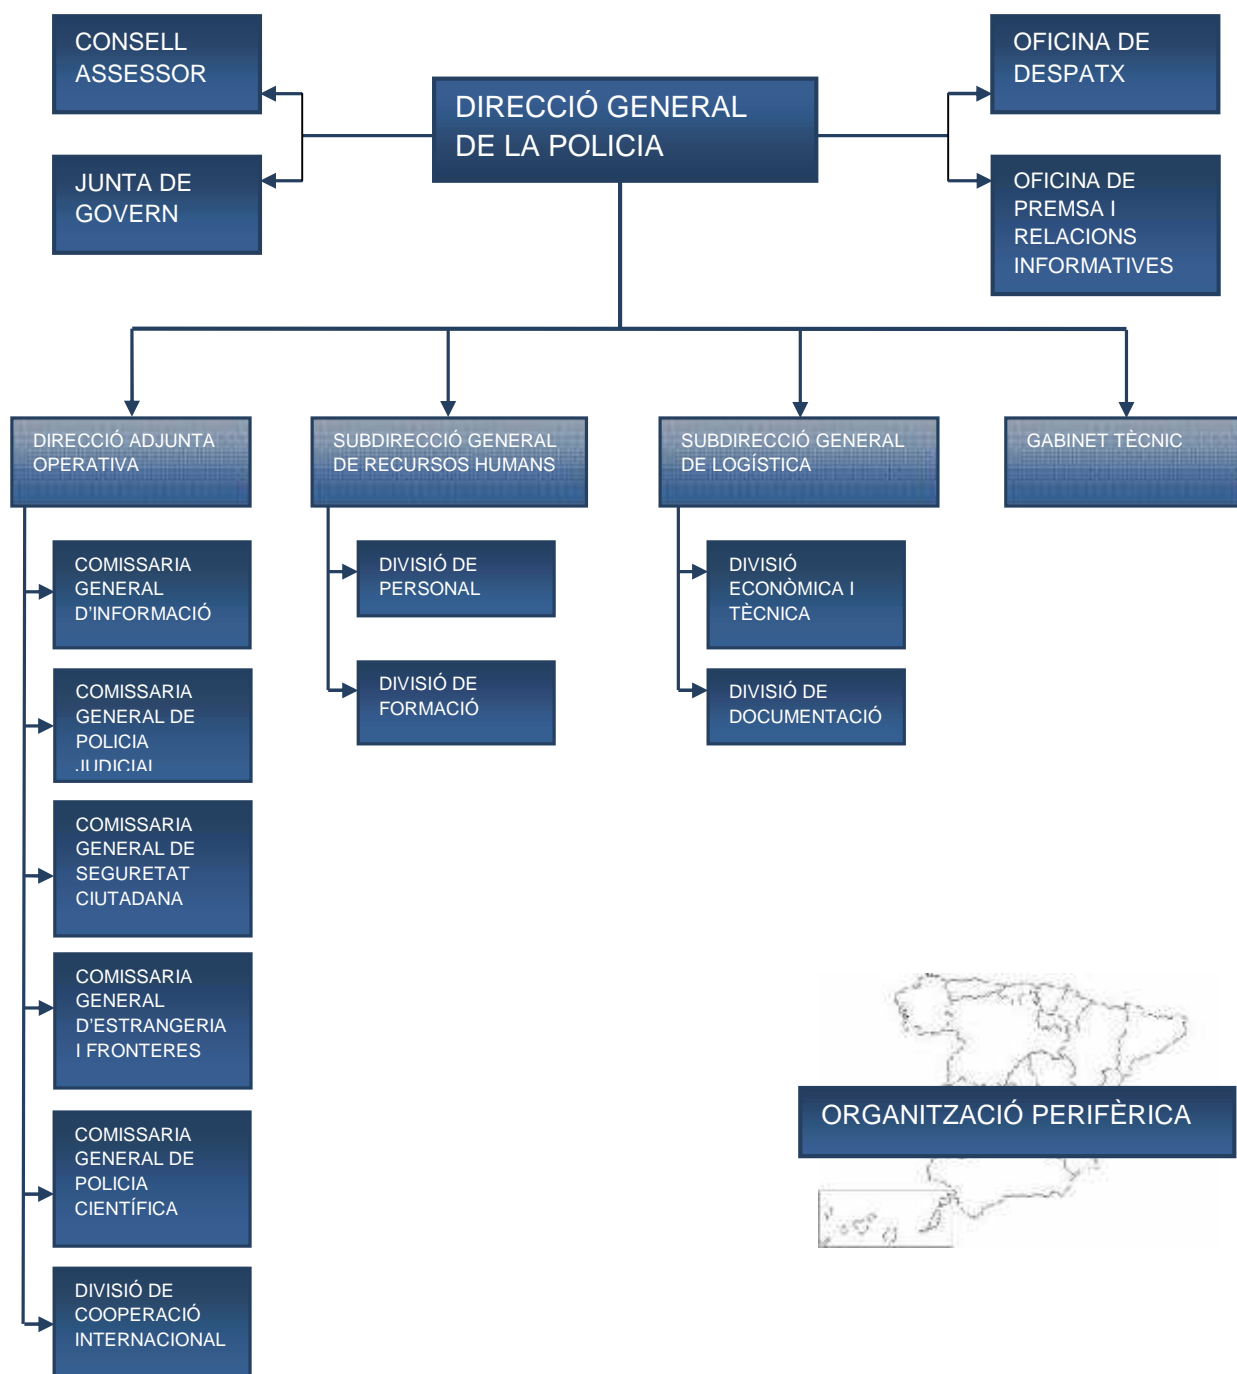 CONSELL
ASSESSOR
DIRECCIÓ GENERAL
DE LA POLICIA
OFICINA DE
DESPATX
JUNTA DE
GOVERN
OFICINA DE
PREMSA I
RELACIONS
INFORMATIVES
DIRECCIÓ ADJUNTA
OPERATIVA
SUBDIRECCIÓ GENERAL
DE RECURSOS HUMANS
SUBDIRECCIÓ GENERAL
DE LOGÍSTICA
GABINET TÈCNIC
COMISSARIA
GENERAL
D'INFORMACIÓ
COMISSARIA
GENERAL DE
POLICIA
JUDICIAL
COMISSARIA
GENERAL DE
SEGURETAT
CIUTADANA
COMISSARIA
GENERAL
D'ESTRANGERIA
I FRONTERES
COMISSARIA
GENERAL DE
POLICIA
CIENTÍFICA
DIVISIÓ DE
COOPERACIÓ
INTERNACIONAL
DIVISIÓ DE
PERSONAL
DIVISIÓ DE
FORMACIÓ
DIVISIÓ
ECONÒMICA I
TÈCNICA
DIVISIÓ DE
DOCUMENTACIÓ
ORGANITZACIÓ PERIFÈRICA